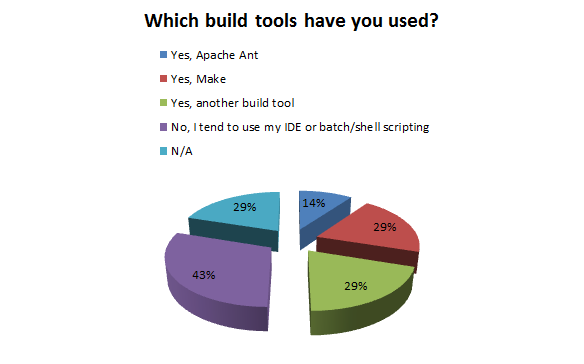 Which build tools have you used?
Yes, Apache Ant
Yes, Make
Yes, another build tool
No, I tend to use my IDE or batch/shell scripting
N/A
29%
14%
29%
43%
29%